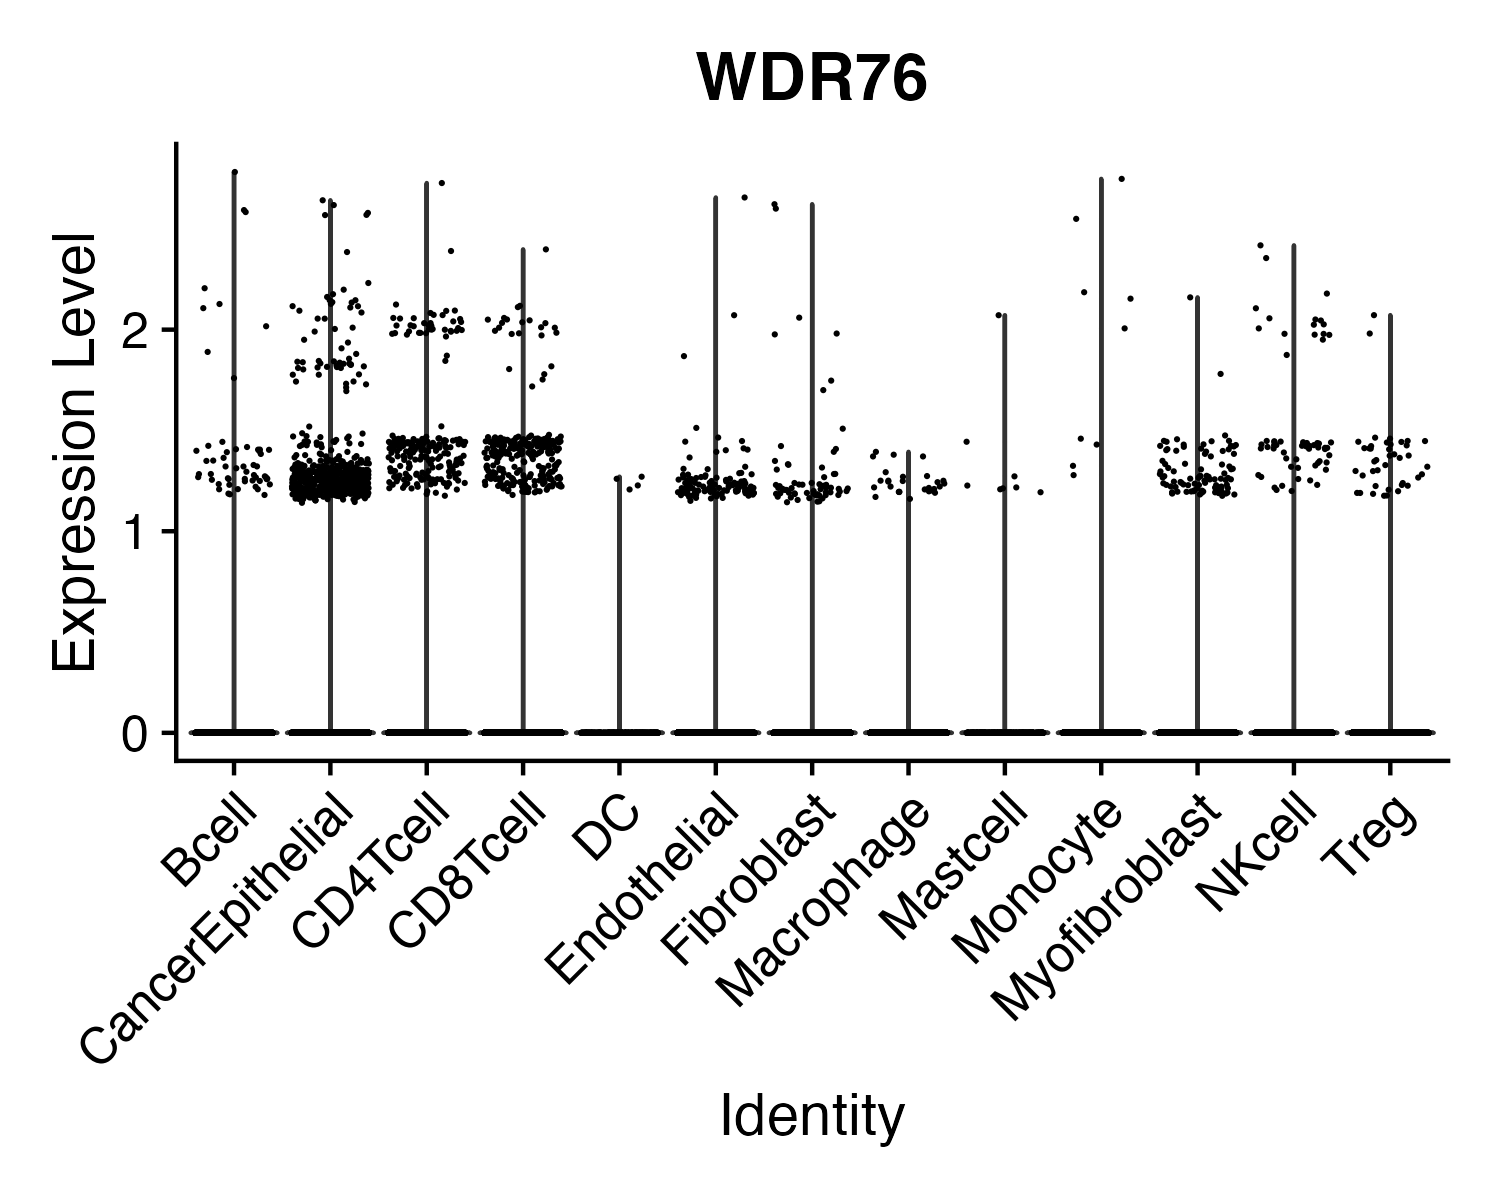 WDR76
Expression Level
2
1
0
Bcell
CancerEpithelial
CD4Tcell
CD8Tcell
DC
Endothelial
Fibroblast
Macrophage
Mastcell
Monocyte
Myofibroblast
NKcell
Treg
Identity